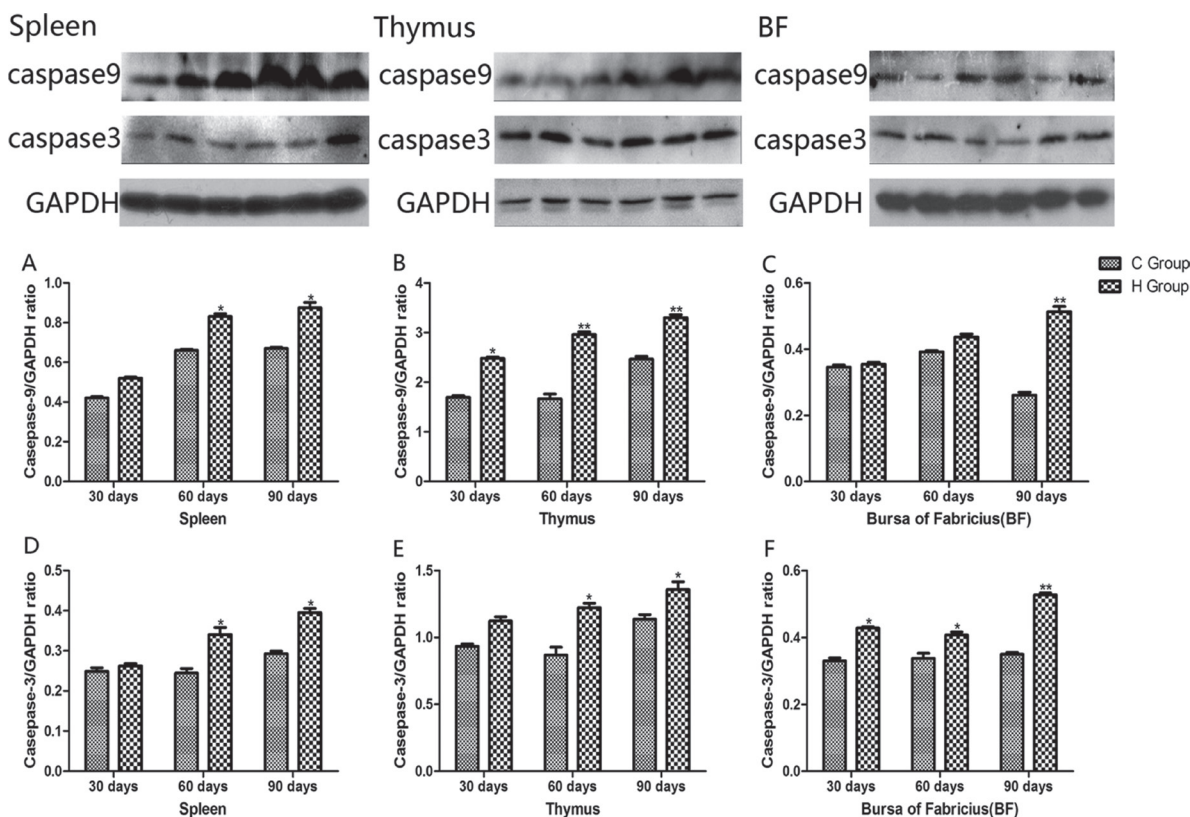 Spleen
Thymus
BF
caspase9
caspase9
caspase9
caspase3
caspase3
caspase3
GAPDH
GAPDH
GAPDH
A
Casepase-9/GAPDH ratio
1.0
0.8
0.6
0.4
0.2
0.0
*
*
30 days
60 days
90 days
Spleen
B
Casepase-9/GAPDH ratio
4
3
2
1
0
*
**
**
30 days
60 days
90 days
Thymus
C
Casepase-9/GAPDH ratio
0.6
0.4
0.2
0.0
**
30 days
60 days
90 days
Bursa of Fabricius(BF)
C Group
H Group
D
Casepase-3/GAPDH ratio
0.5
0.4
0.3
0.2
0.1
0.0
*
*
30 days
60 days
90 days
Spleen
E
Casepase-3/GAPDH ratio
1.5
1.0
0.5
0.0
*
*
30 days
60 days
90 days
Thymus
F
Casepase-3/GAPDH ratio
0.6
0.4
0.2
0.0
*
*
**
30 days
60 days
90 days
Bursa of Fabricius(BF)